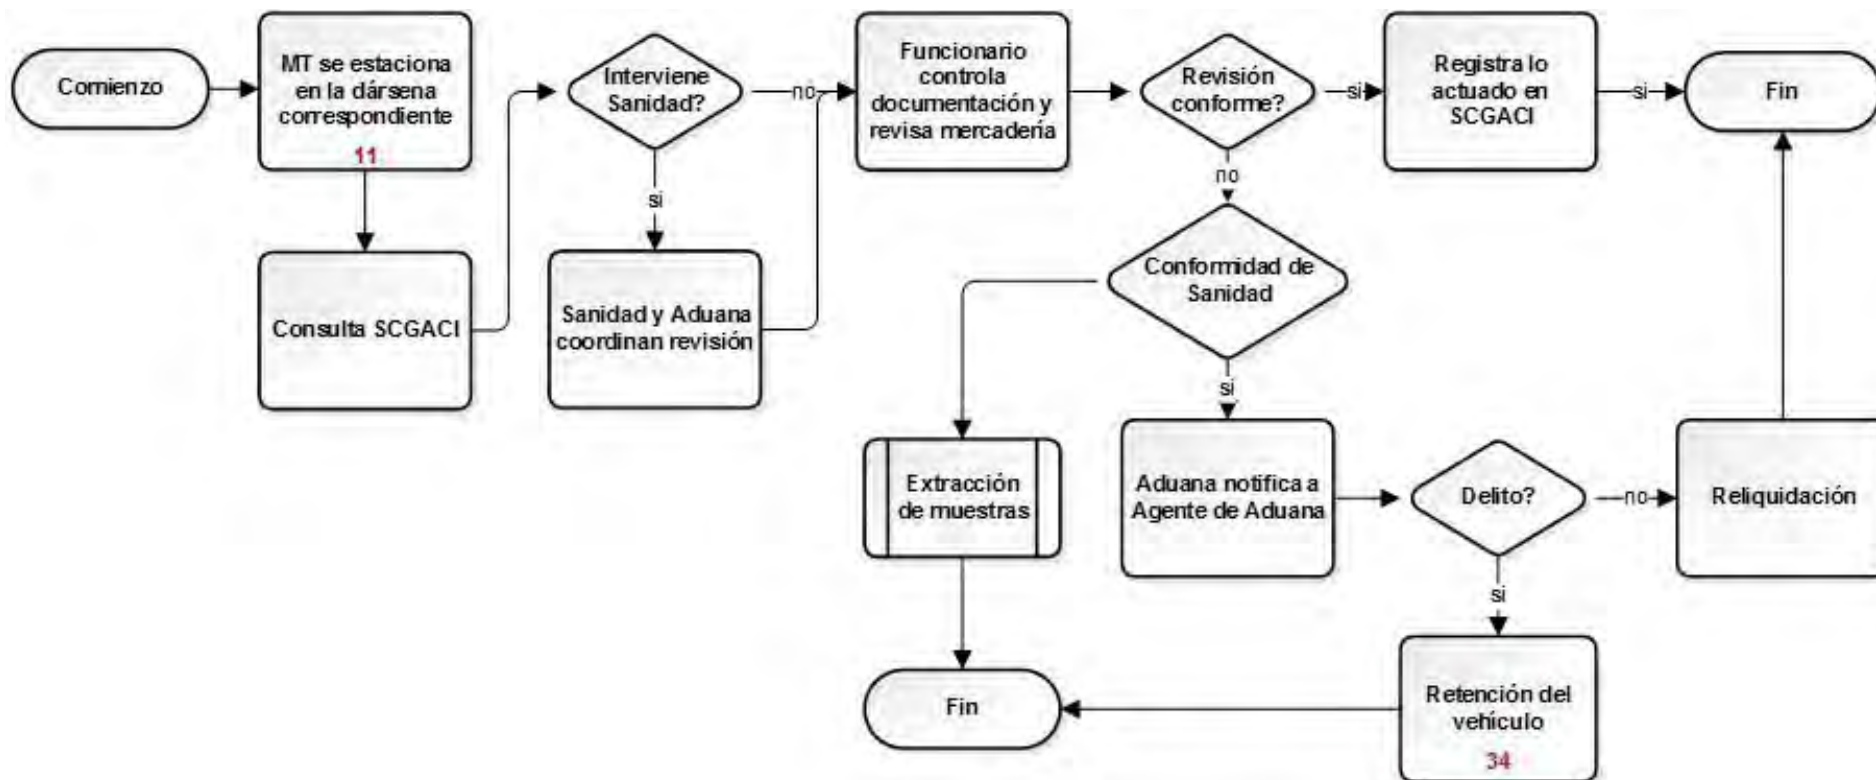 Comienzo
MT se estaciona
en la dársena
correspondiente
11
Consulta SCGACI
Interviene
Sanidad?
no
si
Sanidad y Aduana
coordinan revisión
Funcionario
controla
documentación y
revisa mercadería
Revisión
conforme?
si
Registra lo
actuado en
SCGACI
si
Fin
no
Conformidad de
Sanidad
si
Extracción
de muestras
Aduana notifica a
Agente de Aduana
Delito?
no
Reliquidación
si
Retención del
vehículo
34
Fin